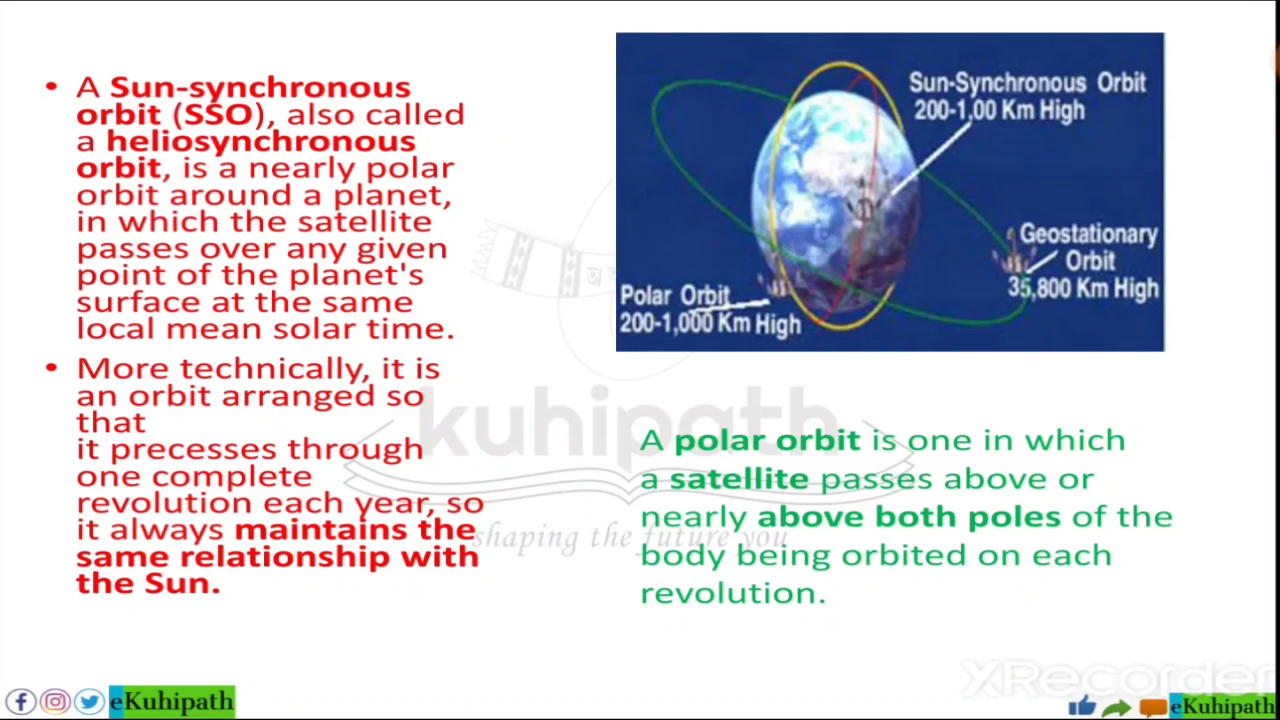 • A Sun-synchronous
orbit (SSO), also called
a heliosynchronous
orbit, is a nearly polar
orbit around a planet,
in which the satellite
passes over any given
point of the planet's
surface at the same
local mean solar time.
• More technically, it is
an orbit arranged so
that
it precesses through
one complete
revolution each year, so
it always maintains the
same relationship with
the Sun.
Sun-Synchronous Orbit
200-1,00 Km High
Geostationary
Orbit
35,800 Km High
Polar Orbit
200-1,000 Km High
A polar orbit is one in which
a satellite passes above or
nearly above both poles of the
body being orbited on each
revolution.
kuhipath
shaping the future you
XRecorder
eKuhipath
eKuhipath